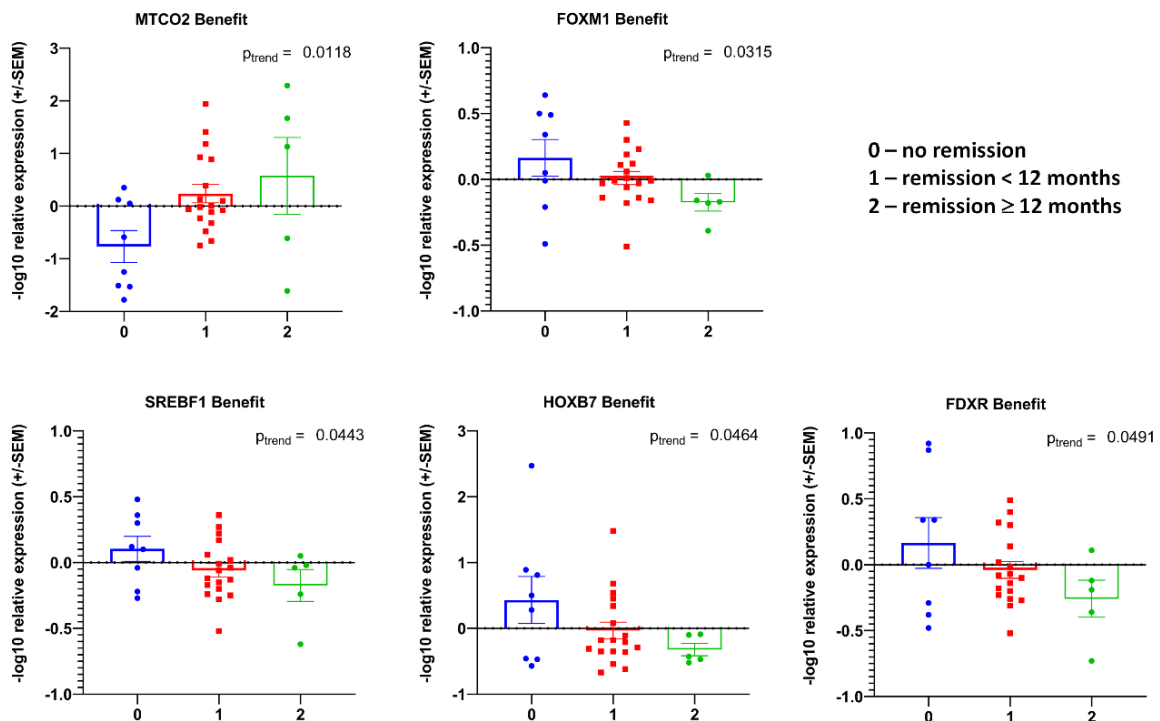 MTCO2 Benefit
-log10 relative expression (+/-SEM)
p_trend = 0.0118
3
2
1
0
-1
-2
0 1 2
FOXM1 Benefit
-log10 relative expression (+/-SEM)
p_trend = 0.0315
1.0
0.5
0.0
-0.5
-1.0
0 1 2
0 – no remission
1 – remission < 12 months
2 – remission ≥ 12 months
SREBF1 Benefit
-log10 relative expression (+/-SEM)
p_trend = 0.0443
1.0
0.5
0.0
-0.5
-1.0
0 1 2
HOXB7 Benefit
-log10 relative expression (+/-SEM)
p_trend = 0.0464
3
2
1
0
-1
0 1 2
FDXR Benefit
-log10 relative expression (+/-SEM)
p_trend = 0.0491
1.0
0.5
0.0
-0.5
-1.0
0 1 2